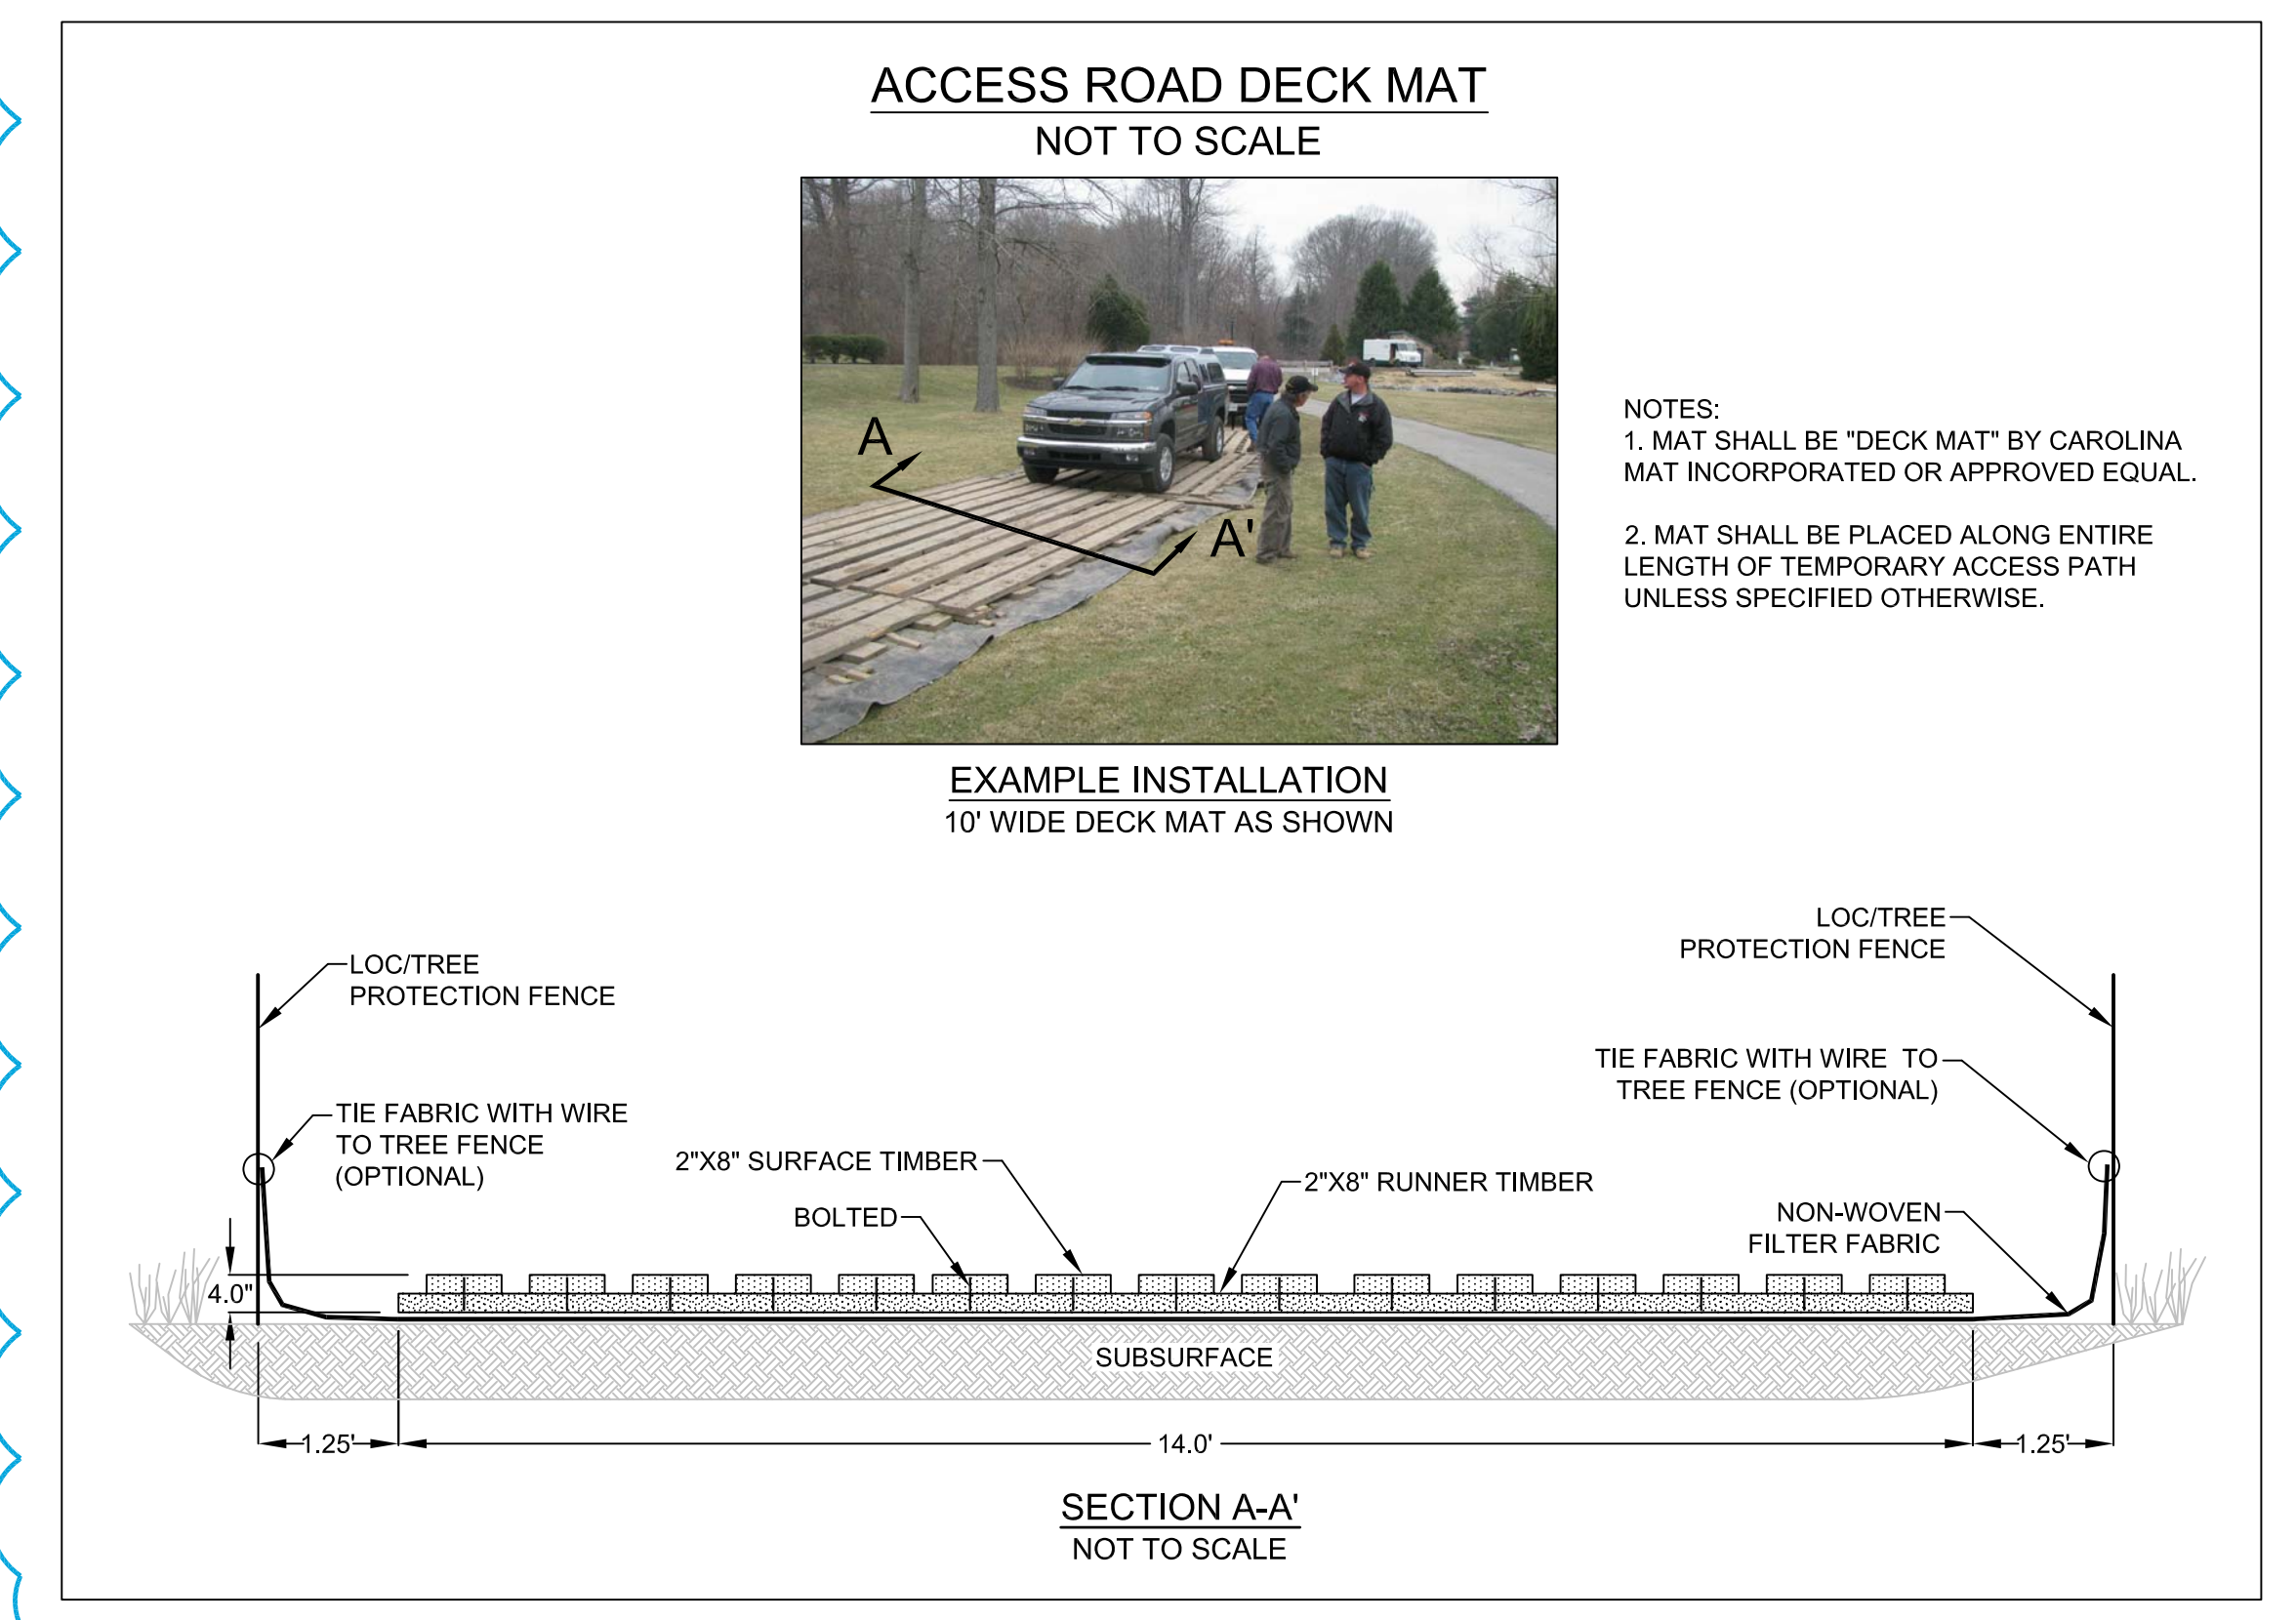 ACCESS ROAD DECK MAT
NOT TO SCALE
A
A'
NOTES:
1. MAT SHALL BE "DECK MAT" BY CAROLINA
MAT INCORPORATED OR APPROVED EQUAL.
2. MAT SHALL BE PLACED ALONG ENTIRE
LENGTH OF TEMPORARY ACCESS PATH
UNLESS SPECIFIED OTHERWISE.
EXAMPLE INSTALLATION
10' WIDE DECK MAT AS SHOWN
LOC/TREE
PROTECTION FENCE
LOC/TREE
PROTECTION FENCE
TIE FABRIC WITH WIRE
TO TREE FENCE
(OPTIONAL)
TIE FABRIC WITH WIRE TO
TREE FENCE (OPTIONAL)
2"X8" SURFACE TIMBER
2"X8" RUNNER TIMBER
BOLTED
NON-WOVEN
FILTER FABRIC
4.0"
SUBSURFACE
1.25'
14.0'
1.25'
SECTION A-A'
NOT TO SCALE